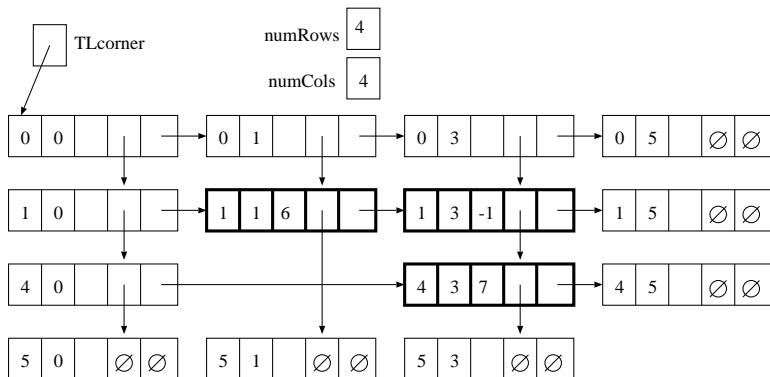 TLcorner
numRows 4
numCols 4
0 0
0 1
0 3
0 5 ∅ ∅
1 0
1 1 6
1 3 -1
1 5 ∅ ∅
4 0
4 3 7
4 5 ∅ ∅
5 0 ∅ ∅
5 1 ∅ ∅
5 3 ∅ ∅